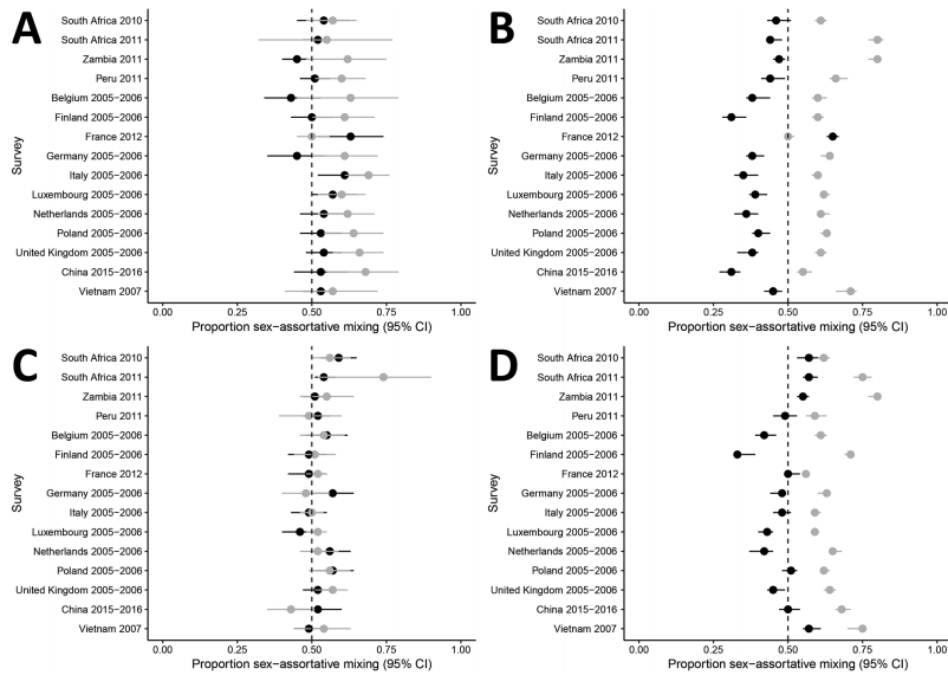 A
South Africa 2010
South Africa 2011
Zambia 2011
Peru 2011
Belgium 2005−2006
Finland 2005−2006
France 2012
Germany 2005−2006
Italy 2005−2006
Luxembourg 2005−2006
Netherlands 2005−2006
Poland 2005−2006
United Kingdom 2005−2006
China 2015−2016
Vietnam 2007
Survey
0.00 0.25 0.50 0.75 1.00
Proportion sex−assortative mixing (95% CI)
B
South Africa 2010
South Africa 2011
Zambia 2011
Peru 2011
Belgium 2005−2006
Finland 2005−2006
France 2012
Germany 2005−2006
Italy 2005−2006
Luxembourg 2005−2006
Netherlands 2005−2006
Poland 2005−2006
United Kingdom 2005−2006
China 2015−2016
Vietnam 2007
Survey
0.00 0.25 0.50 0.75 1.00
Proportion sex−assortative mixing (95% CI)
C
South Africa 2010
South Africa 2011
Zambia 2011
Peru 2011
Belgium 2005−2006
Finland 2005−2006
France 2012
Germany 2005−2006
Italy 2005−2006
Luxembourg 2005−2006
Netherlands 2005−2006
Poland 2005−2006
United Kingdom 2005−2006
China 2015−2016
Vietnam 2007
Survey
0.00 0.25 0.50 0.75 1.00
Proportion sex−assortative mixing (95% CI)
D
South Africa 2010
South Africa 2011
Zambia 2011
Peru 2011
Belgium 2005−2006
Finland 2005−2006
France 2012
Germany 2005−2006
Italy 2005−2006
Luxembourg 2005−2006
Netherlands 2005−2006
Poland 2005−2006
United Kingdom 2005−2006
China 2015−2016
Vietnam 2007
Survey
0.00 0.25 0.50 0.75 1.00
Proportion sex−assortative mixing (95% CI)